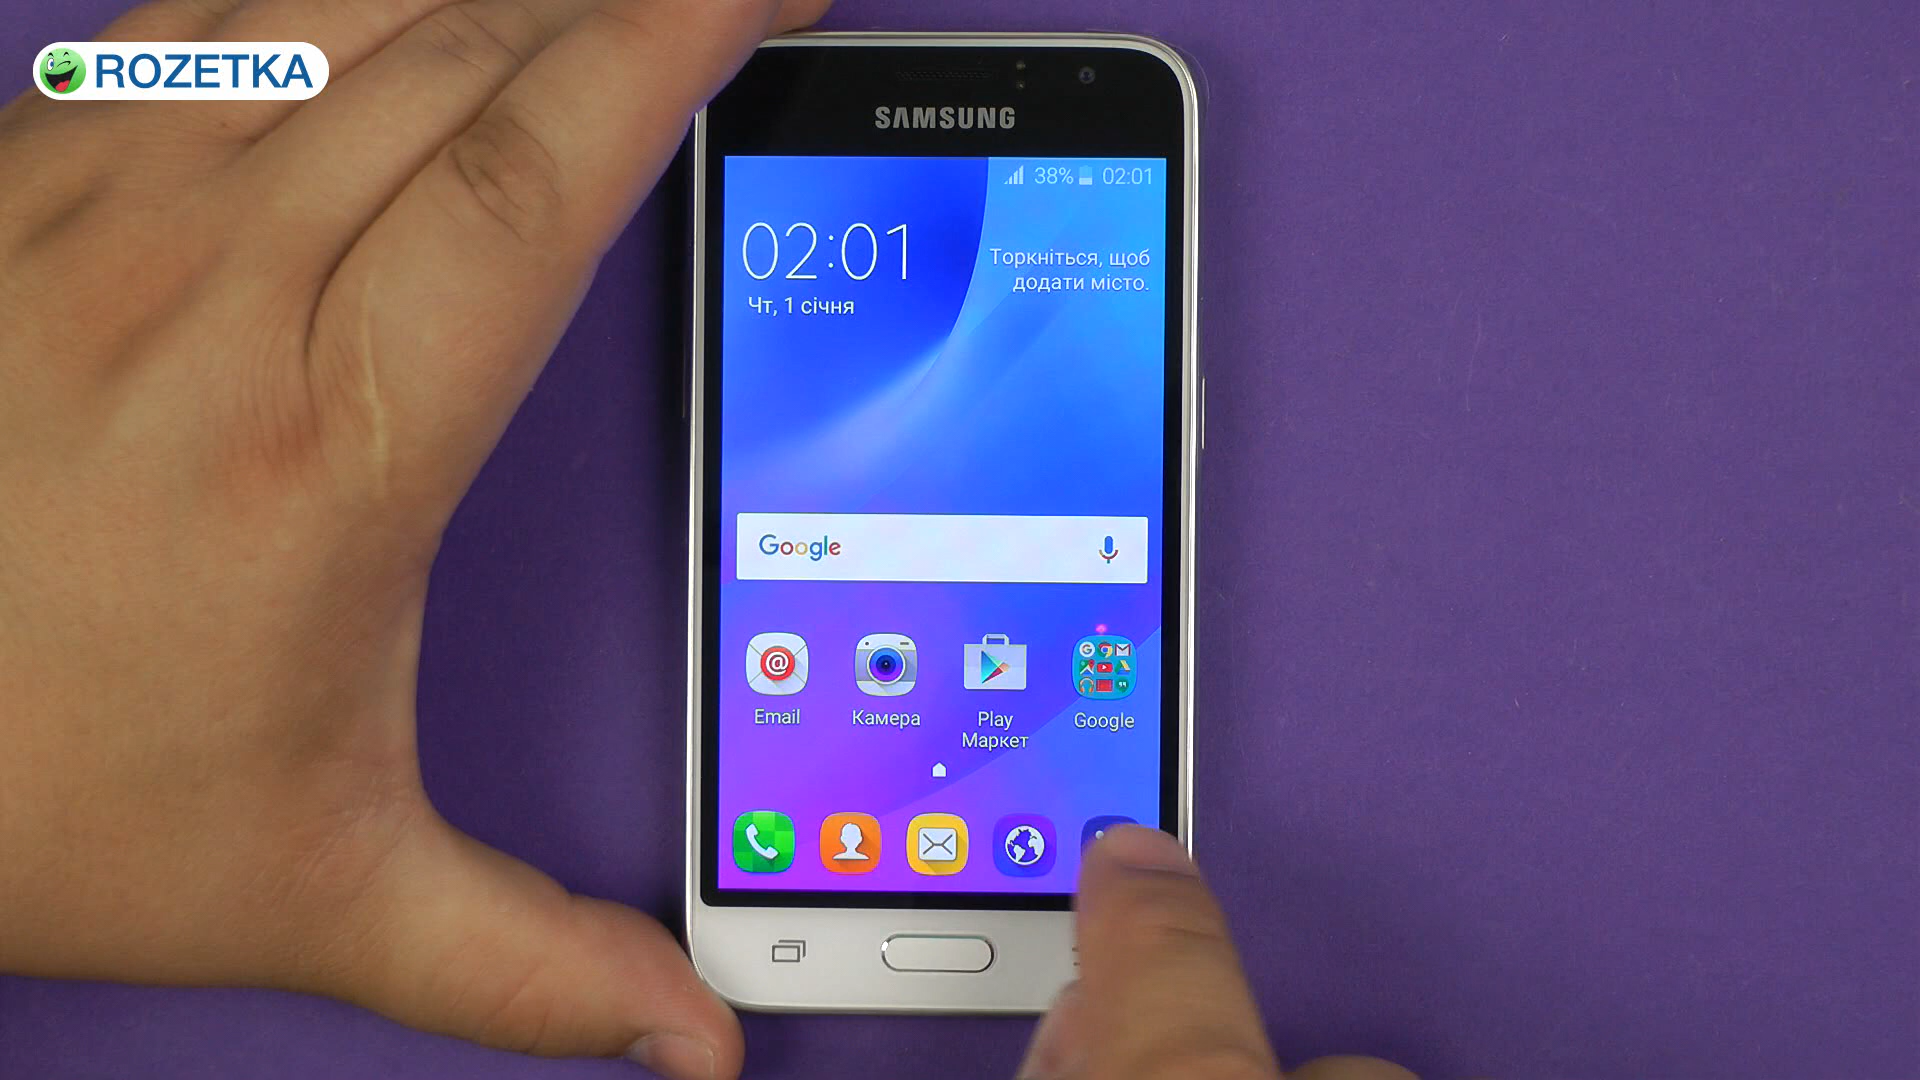 ROZETKA
SAMSUNG
38% 02:01
02:01
Чт, 1 січня
Торкніться, щоб
додати місто.
Google
Email
Камера
Play
Маркет
Google